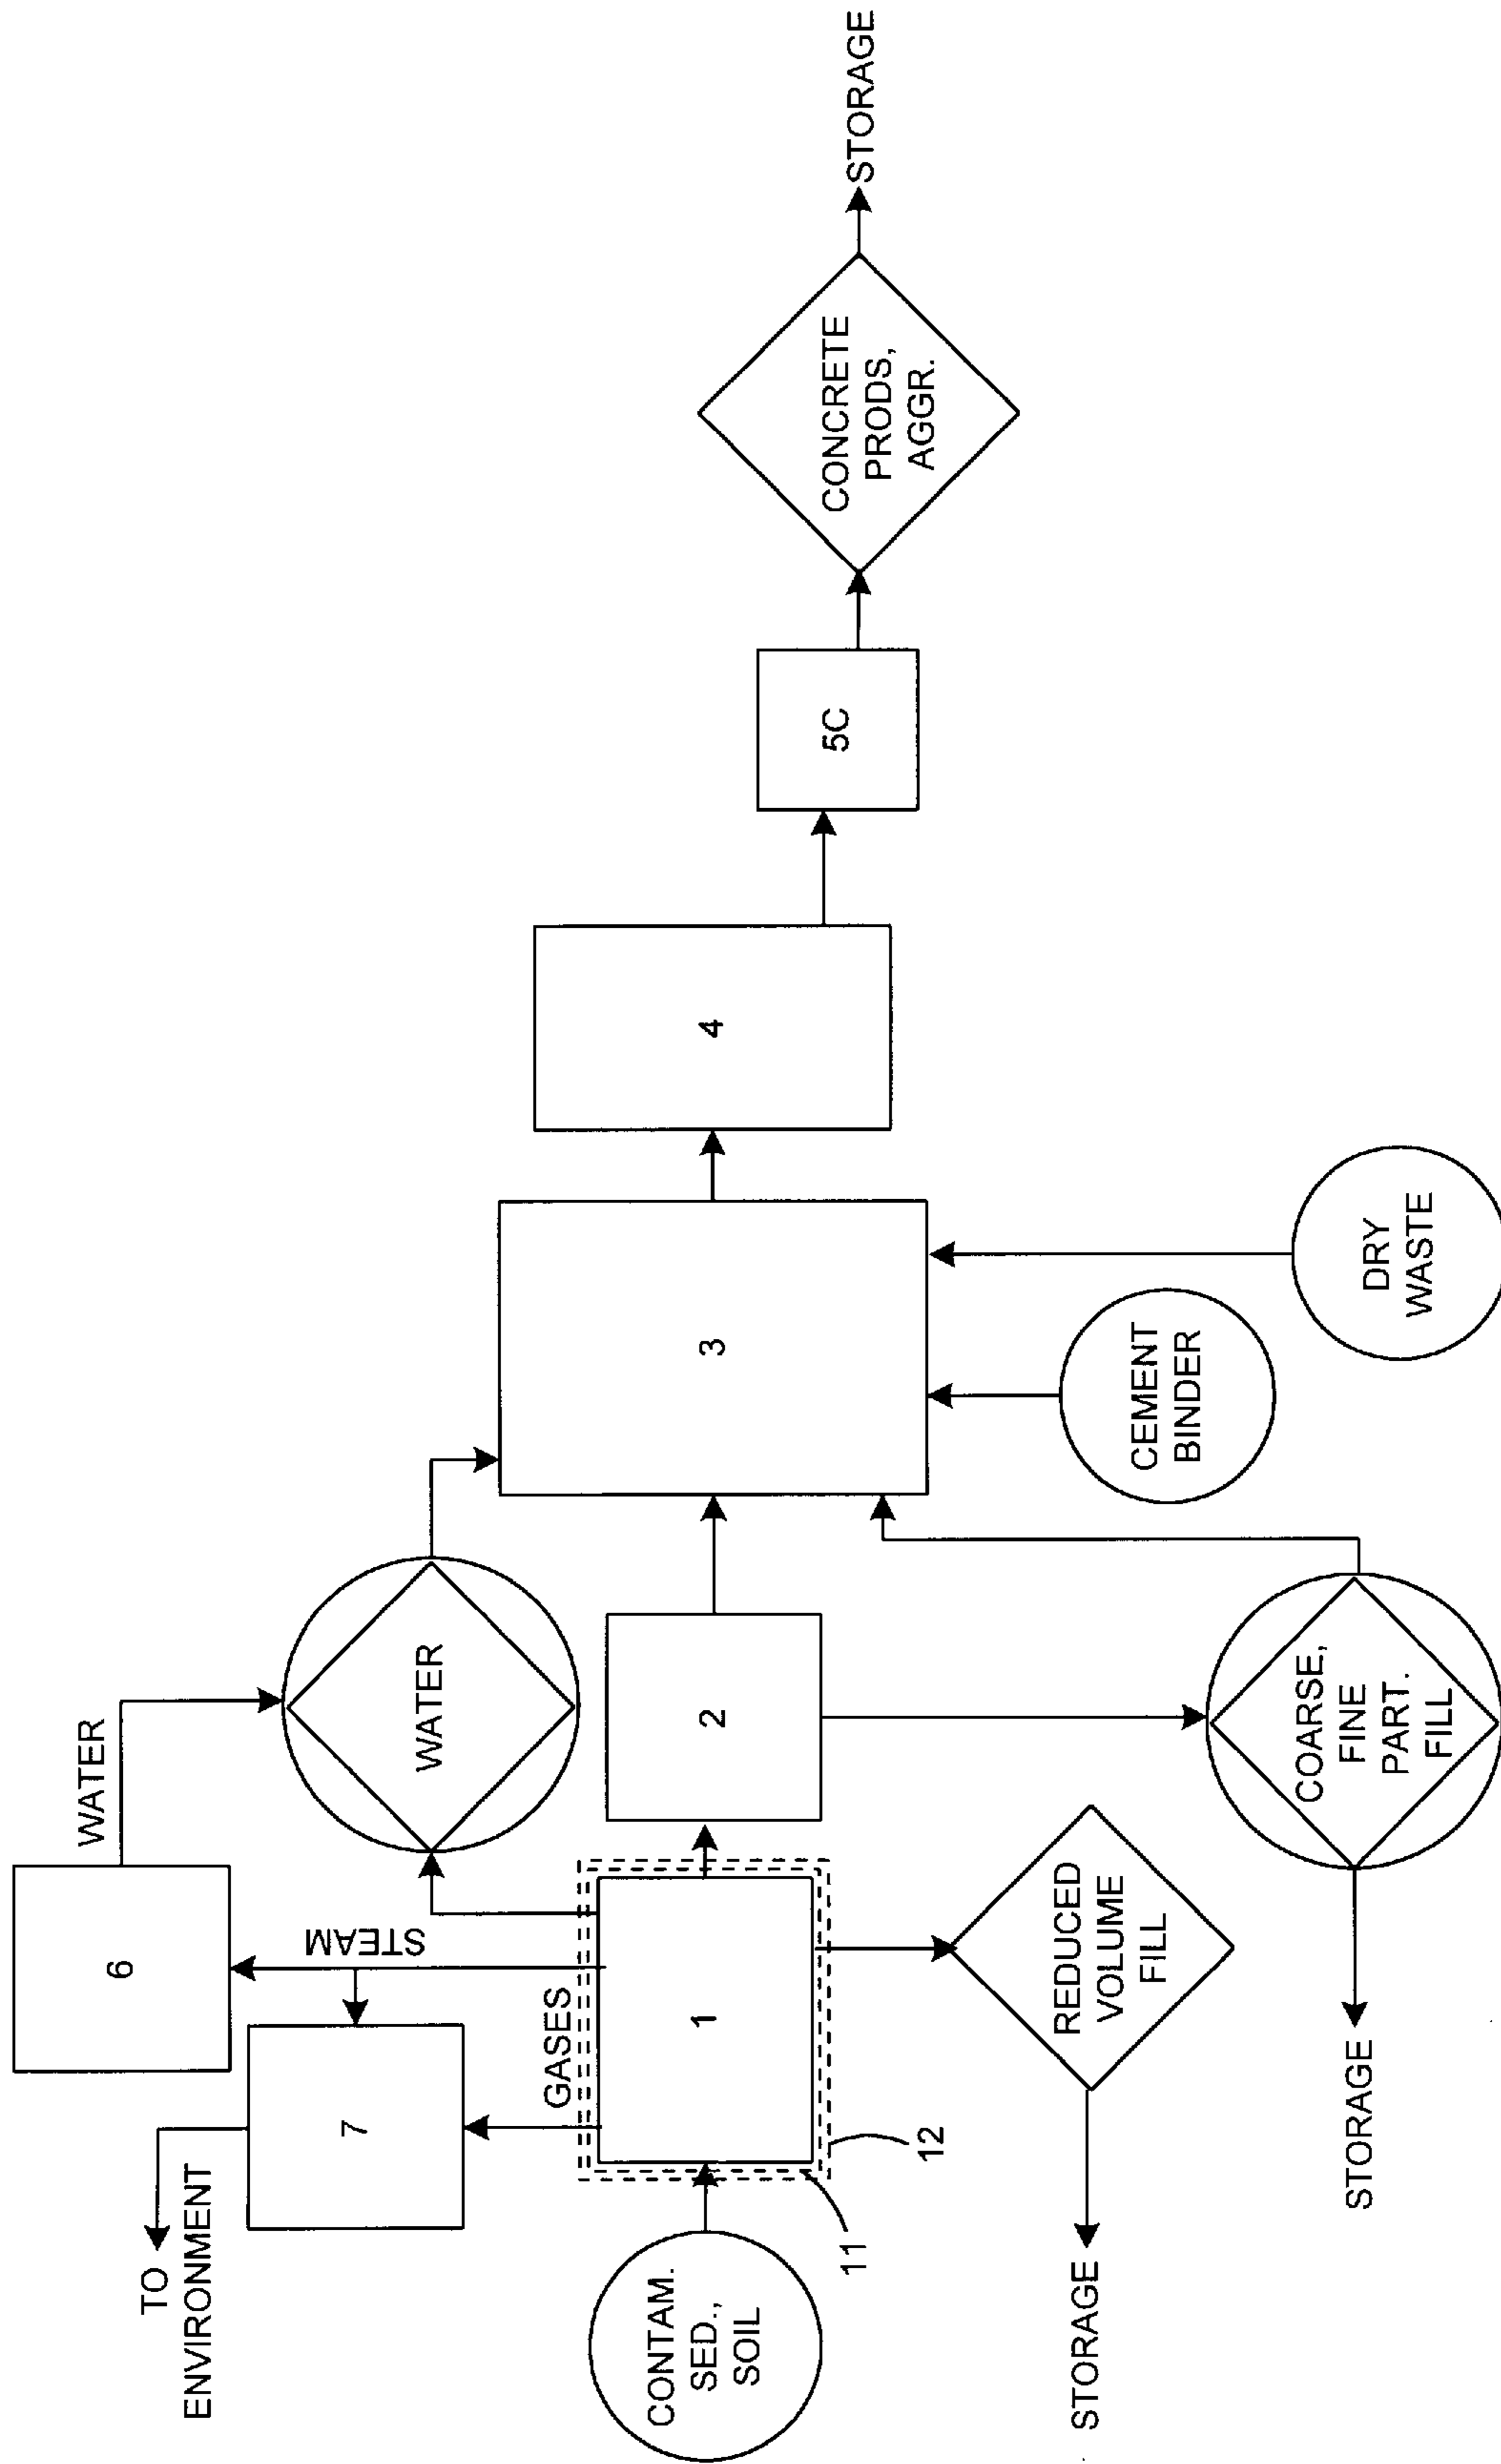 TO
ENVIRONMENT
7
6
WATER
STEAM
GASES
WATER
CONTAM.
SED.,
SOIL
1
11
12
2
3
4
5C
CONCRETE
PRODS,
AGGR.
STORAGE
REDUCED
VOLUME
FILL
STORAGE
COARSE,
FINE
PART.
FILL
STORAGE
CEMENT
BINDER
DRY
WASTE